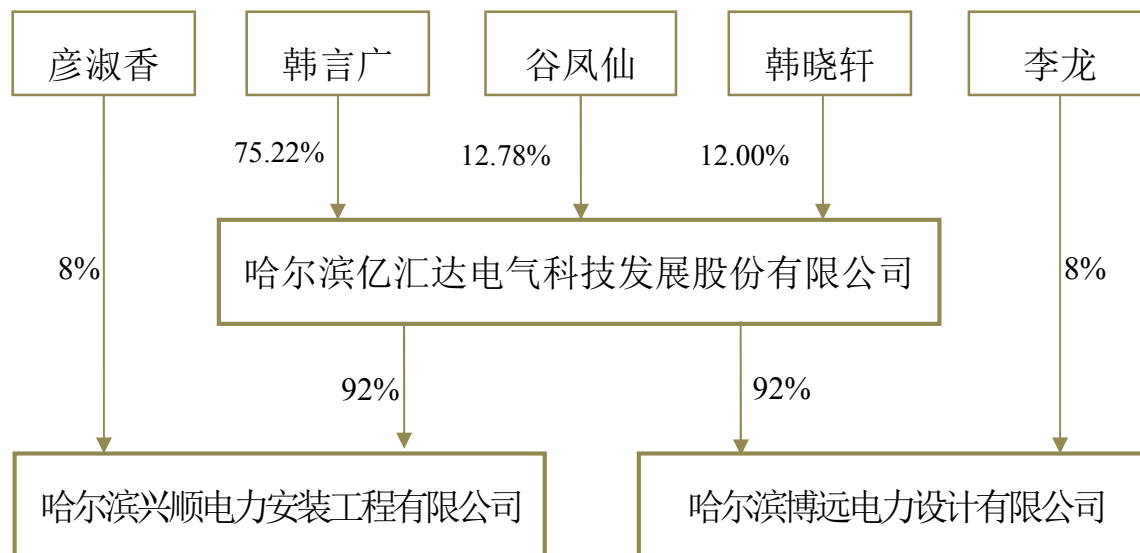 彦淑香
韩言广
谷凤仙
韩晓轩
李龙
75.22%
12.78%
12.00%
8%
哈尔滨亿汇达电气科技发展股份有限公司
8%
92%
92%
哈尔滨兴顺电力安装工程有限公司
哈尔滨博远电力设计有限公司